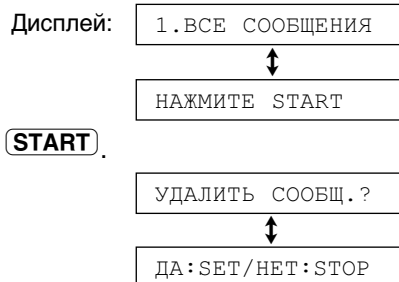 Дисплей: 1.ВСЕ СООБЩЕНИЯ
НАЖМИТЕ START
START.
УДАЛИТЬ СООБЩ.?
ДА:SET/НЕТ:STOP